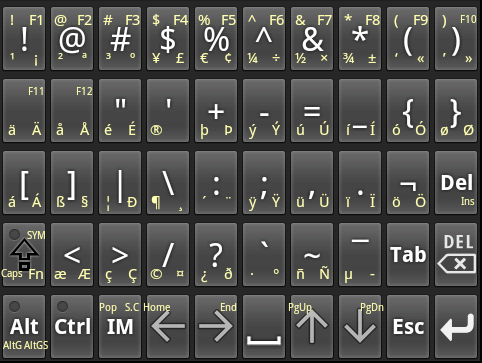 ! F1 @ F2 # F3 $ F4 % F5 ^ F6 & F7 * F8 ( F9 ) F10
! @ # $ % ^ & * ( )
¹ ¡ ² ª ³ º ¥ £ € ¢ ¼ ÷ ½ × ¾ ± ‘ « ’ »
F11 F12
" ' + - = _ { }
ä Ä å Å é É ® þ Þ ý Ý ú Ú í Í ó Ó ø Ø
[ ] | \ : ; , . ¬ Del
á Á ß § ¦ Ð ¶ ¸ ´ ¨ ÿ Ÿ ü Ü ï Ï ö Ö Ins
SYM DEL
< > / ? ` ~ ¯ Tab
Caps Fn æ Æ ç Ç © ¤ ¿ ð · ° ñ Ñ µ -
Pop S.C Home End PgUp PgDn
Alt Ctrl IM ← → ↑ ↓ Esc
AltG AltGS